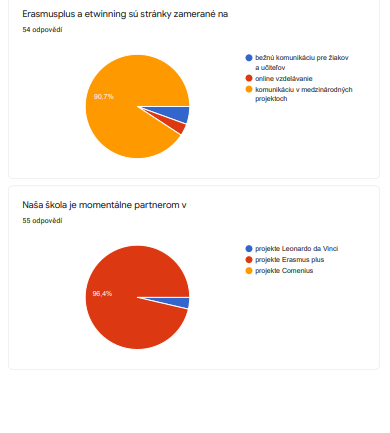 Erasmusplus a etwinning sú stránky zamerané na
54 odpovědí
90,7%
bežnú komunikáciu pre žiakov
a učiteľov
online vzdelávanie
komunikáciu v medzinárodných
projektoch
Naša škola je momentálne partnerom v
55 odpovědí
96,4%
projekte Leonardo da Vinci
projekte Erasmus plus
projekte Comenius